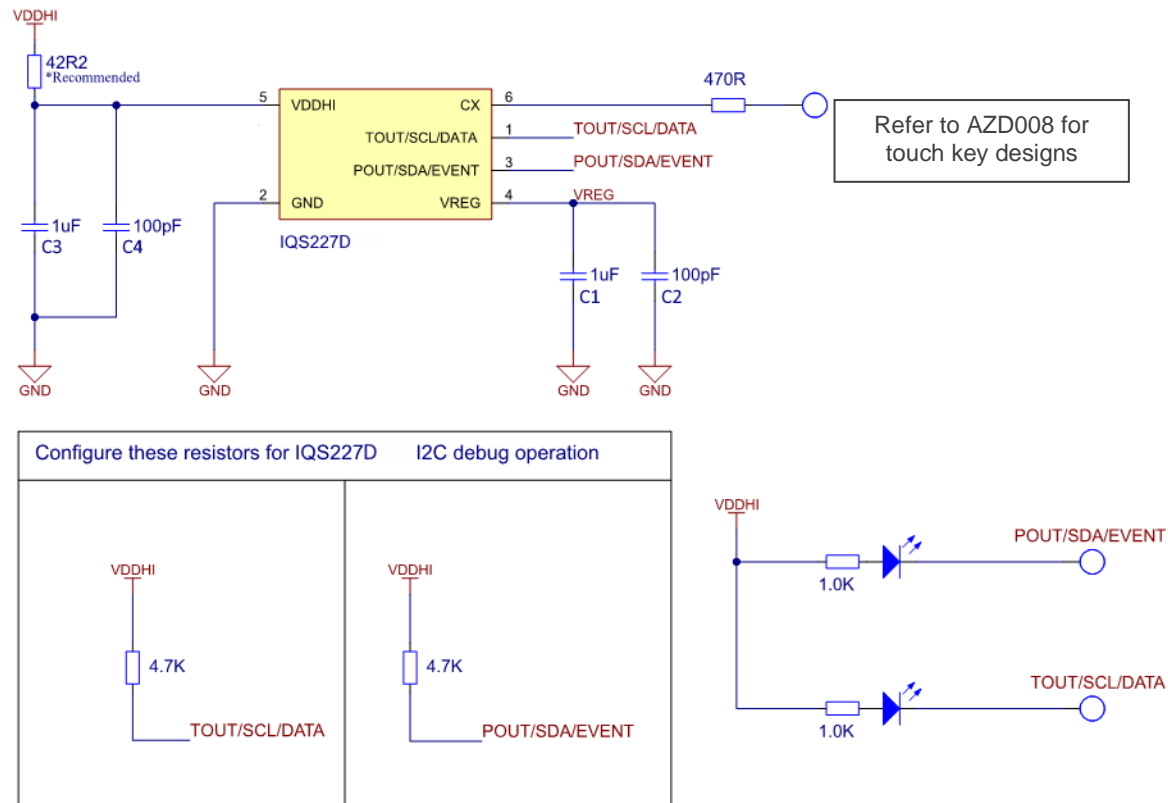 VDDHI
42R2
*Recommended
1uF
C3
100pF
C4
GND
5
VDDHI
2
GND
CX
6
TOUT/SCL/DATA
1
POUT/SDA/EVENT
3
VREG
4
IQS227D
GND
470R
TOUT/SCL/DATA
POUT/SDA/EVENT
VREG
1uF
C1
100pF
C2
GND
GND
Refer to AZD008 for
touch key designs
Configure these resistors for IQS227D I2C debug operation
VDDHI
4.7K
TOUT/SCL/DATA
VDDHI
4.7K
POUT/SDA/EVENT
VDDHI
1.0K
POUT/SDA/EVENT
1.0K
TOUT/SCL/DATA